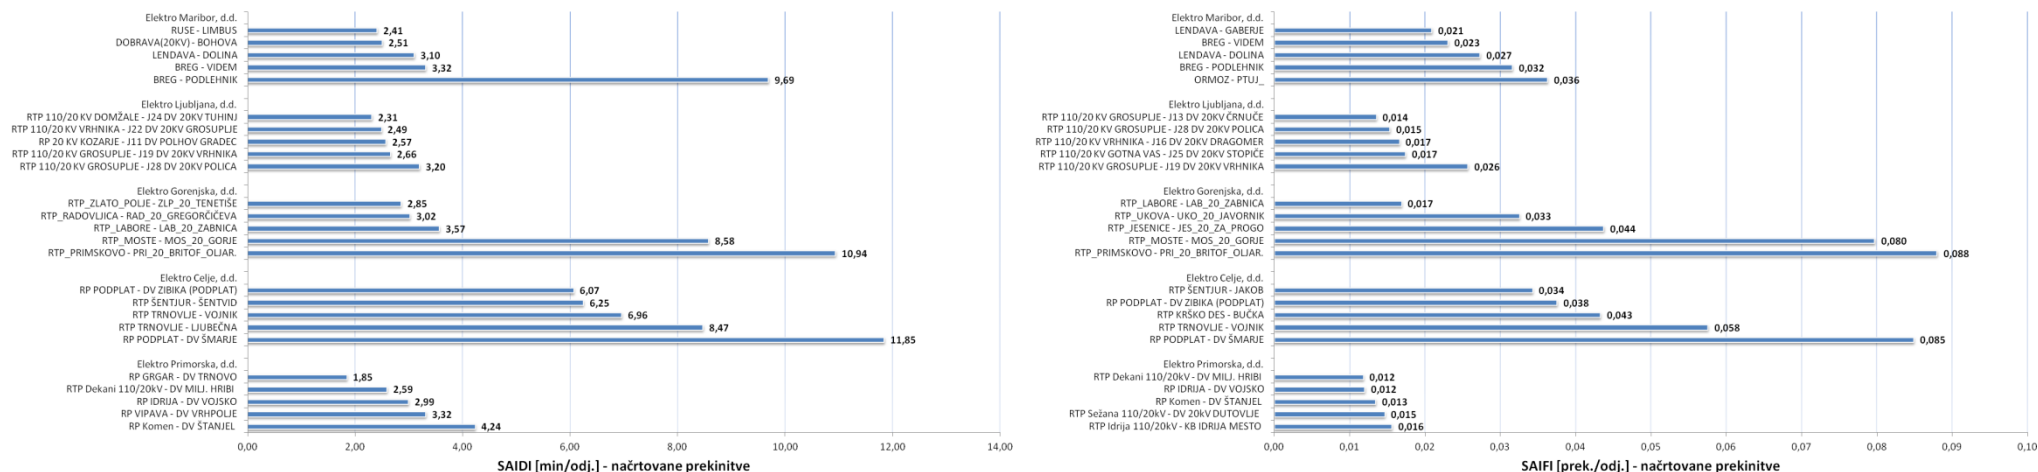 Elektro Maribor, d.d.
RUSE - LIMBUS 2,41
DOBRAVA(20KV) - BOHOVA 2,51
LENDAVA - DOLINA 3,10
BREG - VIDEM 3,32
BREG - PODLEHNIK 9,69
Elektro Ljubljana, d.d.
RTP 110/20 KV DOMŽALE - J24 DV 20KV TUHINJ 2,31
RTP 110/20 KV VRHNIKA - J22 DV 20KV GROSUPLJE 2,49
RP 20 KV KOZARJE - J11 DV POLHOV GRADEC 2,57
RTP 110/20 KV GROSUPLJE - J19 DV 20KV VRHNIKA 2,66
RTP 110/20 KV GROSUPLJE - J28 DV 20KV POLICA 3,20
Elektro Gorenjska, d.d.
RTP_ZLATO_POLJE - ZLP_20_TENETIŠE 2,85
RTP_RADOVLJICA - RAD_20_GREGORČIČEVA 3,02
RTP_LABORE - LAB_20_ZABNICA 3,57
RTP_MOSTE - MOS_20_GORJE 8,58
RTP_PRIMSKOVO - PRI_20_BRITOF_OLJAR. 10,94
Elektro Celje, d.d.
RP PODPLAT - DV ZIBIKA (PODPLAT) 6,07
RTP ŠENTJUR - ŠENTVID 6,25
RTP TRNOVLJE - VOJNIK 6,96
RTP TRNOVLJE - LJUBEČNA 8,47
RP PODPLAT - DV ŠMARJE 11,85
Elektro Primorska, d.d.
RP GRGAR - DV TRNOVO 1,85
RTP Dekani 110/20kV - DV MILJ. HRIBI 2,59
RP IDRIJA - DV VOJSKO 2,99
RP VIPAVA - DV VRHPOLJE 3,32
RP Komen - DV ŠTANJEL 4,24
0,00 2,00 4,00 6,00 8,00 10,00 12,00 14,00
SAIDI [min/odj.] - načrtovane prekinitve
Elektro Maribor, d.d.
LENDAVA - GABERJE 0,021
BREG - VIDEM 0,023
LENDAVA - DOLINA 0,027
BREG - PODLEHNIK 0,032
ORMOZ - PTUJ_ 0,036
Elektro Ljubljana, d.d.
RTP 110/20 KV GROSUPLJE - J13 DV 20KV ČRNUČE 0,014
RTP 110/20 KV GROSUPLJE - J28 DV 20KV POLICA 0,015
RTP 110/20 KV VRHNIKA - J16 DV 20KV DRAGOMER 0,017
RTP 110/20 KV GOTNA VAS - J25 DV 20KV STOPIČE 0,017
RTP 110/20 KV GROSUPLJE - J19 DV 20KV VRHNIKA 0,026
Elektro Gorenjska, d.d.
RTP_LABORE - LAB_20_ZABNICA 0,017
RTP_UKOVA - UKO_20_JAVORNIK 0,033
RTP_JESENICE - JES_20_ZA_PROGO 0,044
RTP_MOSTE - MOS_20_GORJE 0,080
RTP_PRIMSKOVO - PRI_20_BRITOF_OLJAR. 0,088
Elektro Celje, d.d.
RTP ŠENTJUR - JAKOB 0,034
RP PODPLAT - DV ZIBIKA (PODPLAT) 0,038
RTP KRŠKO DES - BUČKA 0,043
RTP TRNOVLJE - VOJNIK 0,058
RP PODPLAT - DV ŠMARJE 0,085
Elektro Primorska, d.d.
RTP Dekani 110/20kV - DV MILJ. HRIBI 0,012
RP IDRIJA - DV VOJSKO 0,012
RP Komen - DV ŠTANJEL 0,013
RTP Sežana 110/20kV - DV 20kV DUTOVLJE 0,015
RTP Idrija 110/20kV - KB IDRIJA MESTO 0,016
0,00 0,01 0,02 0,03 0,04 0,05 0,06 0,07 0,08 0,09 0,10
SAIFI [prek./odj.] - načrtovane prekinitve